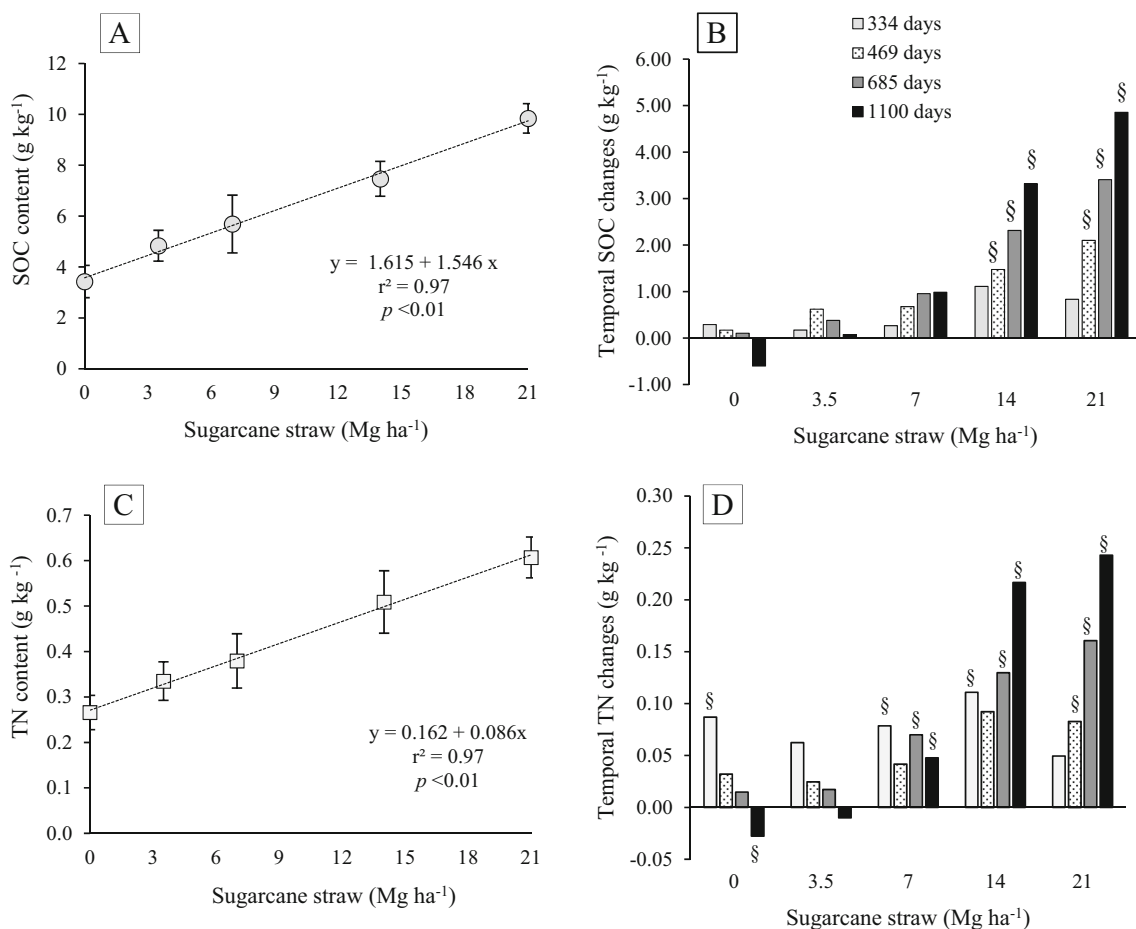 A
SOC content (g kg⁻¹)
12
10
8
6
4
2
0
y = 1.615 + 1.546 x
r² = 0.97
p <0.01
0 3 6 9 12 15 18 21
Sugarcane straw (Mg ha⁻¹)
B
334 days
469 days
685 days
1100 days
Temporal SOC changes (g kg⁻¹)
6.00
5.00
4.00
3.00
2.00
1.00
0.00
-1.00
§
§
§
§
§
§
0 3.5 7 14 21
Sugarcane straw (Mg ha⁻¹)
C
TN content (g kg ⁻¹)
0.7
0.6
0.5
0.4
0.3
0.2
0.1
0.0
y = 0.162 + 0.086x
r² = 0.97
p <0.01
0 3 6 9 12 15 18 21
Sugarcane straw (Mg ha⁻¹)
D
Temporal TN changes (g kg ⁻¹)
0.30
0.25
0.20
0.15
0.10
0.05
0.00
-0.05
§
§
§
§
§
§
§
§
§
§
§
0 3.5 7 14 21
Sugarcane straw (Mg ha⁻¹)